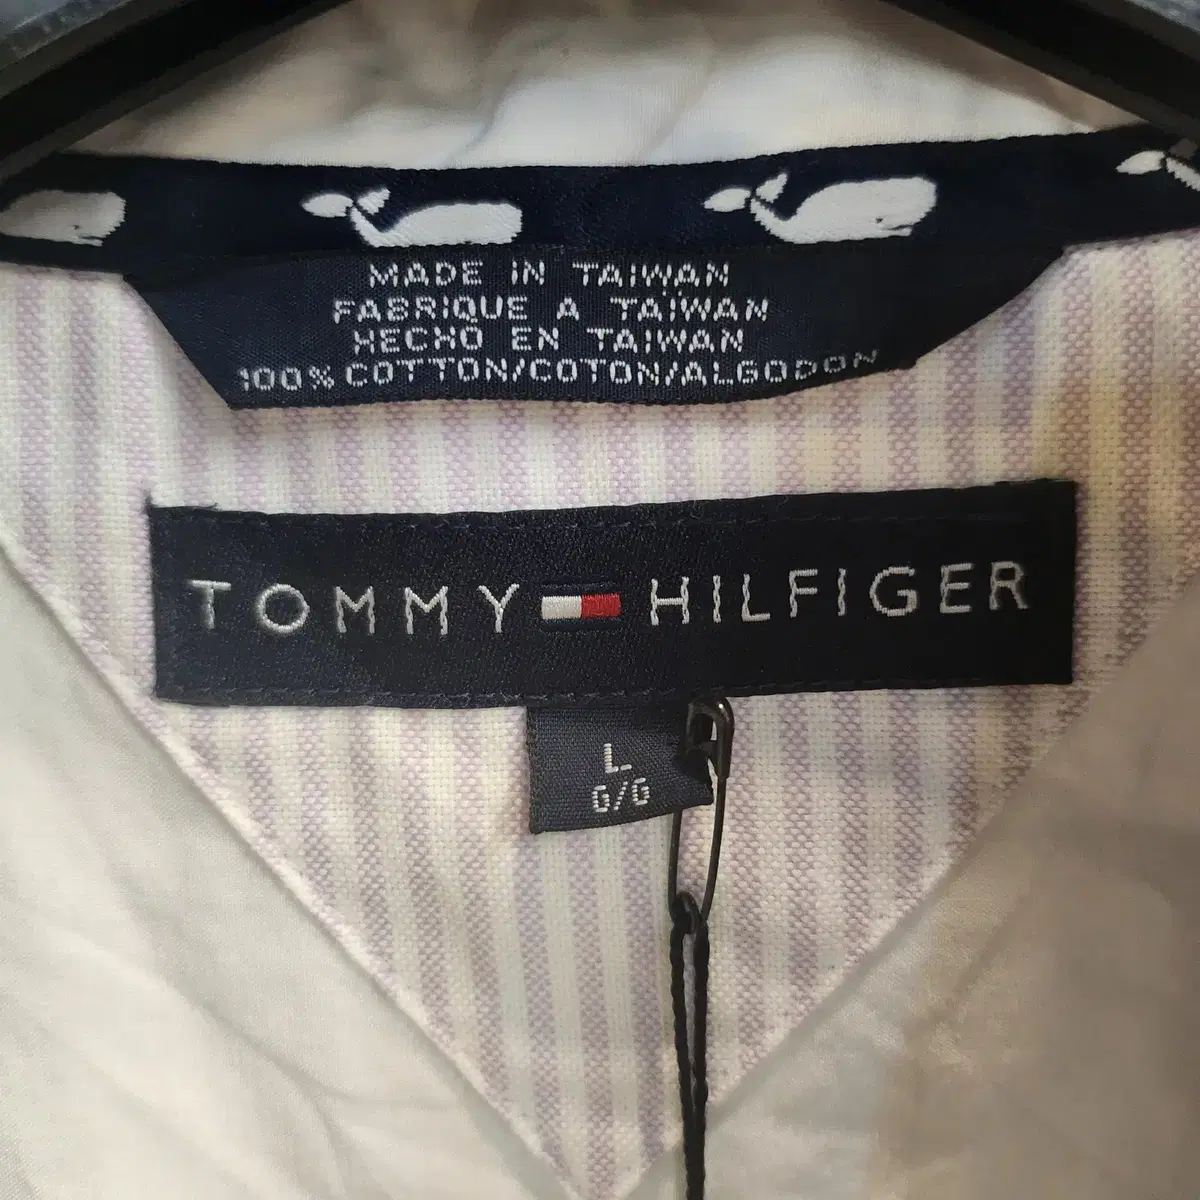 MADE IN TAIWAN
FABRIQUE A TAIWAN
HECHO EN TAIWAN
100% COTTON/COTON/ALGODON
TOMMY HILFIGER
L
G/G